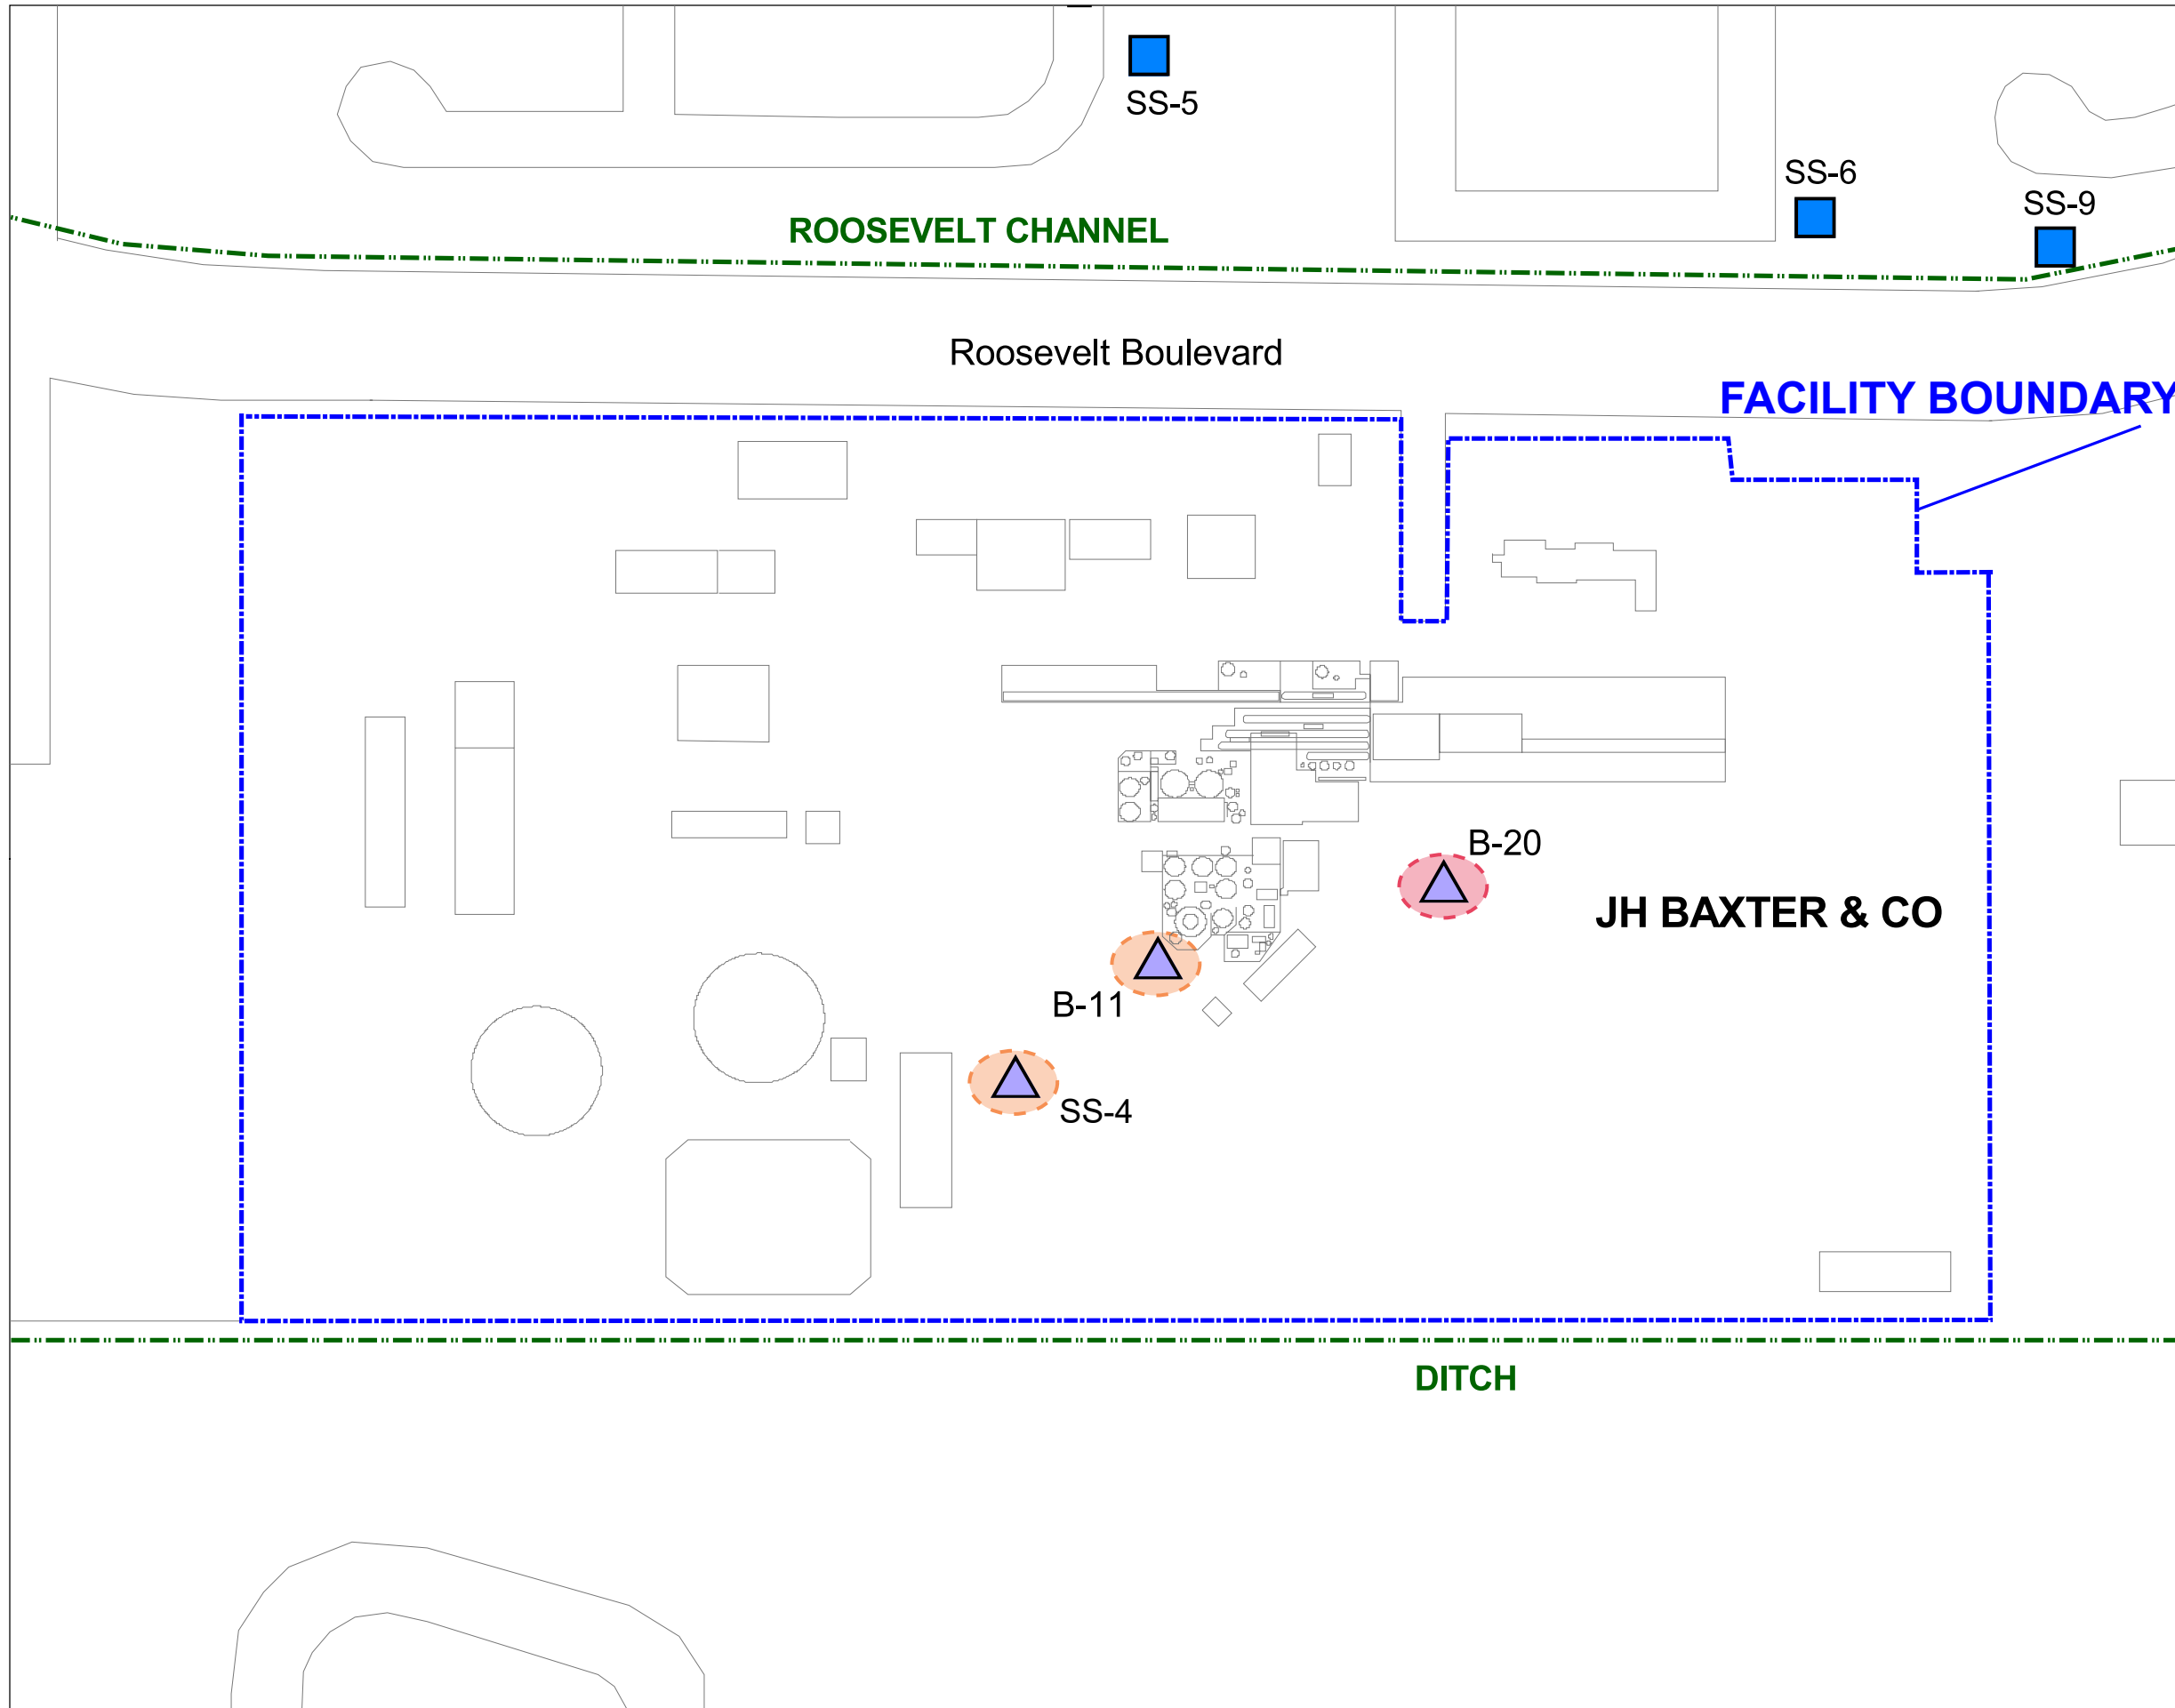 SS-5
SS-6
SS-9
ROOSEVELT CHANNEL
Roosevelt Boulevard
FACILITY BOUNDARY
B-20
JH BAXTER & CO
B-11
SS-4
DITCH